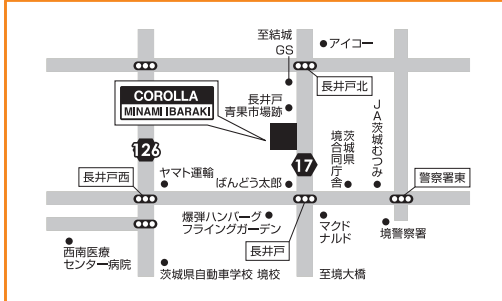 至結城
GS
アイコー
長井戸北
長井戸
青果市場跡
COROLLA
MINAMI IBARAKI
126
17
長井戸西
ヤマト運輸
ばんどう太郎
茨城県
境合同庁舎
JA茨城むつみ
警察署東
爆弾ハンバーグ
フライングガーデン
長井戸
マクド
ナルド
境警察署
西南医療
センター病院
茨城県自動車学校 境校
至境大橋